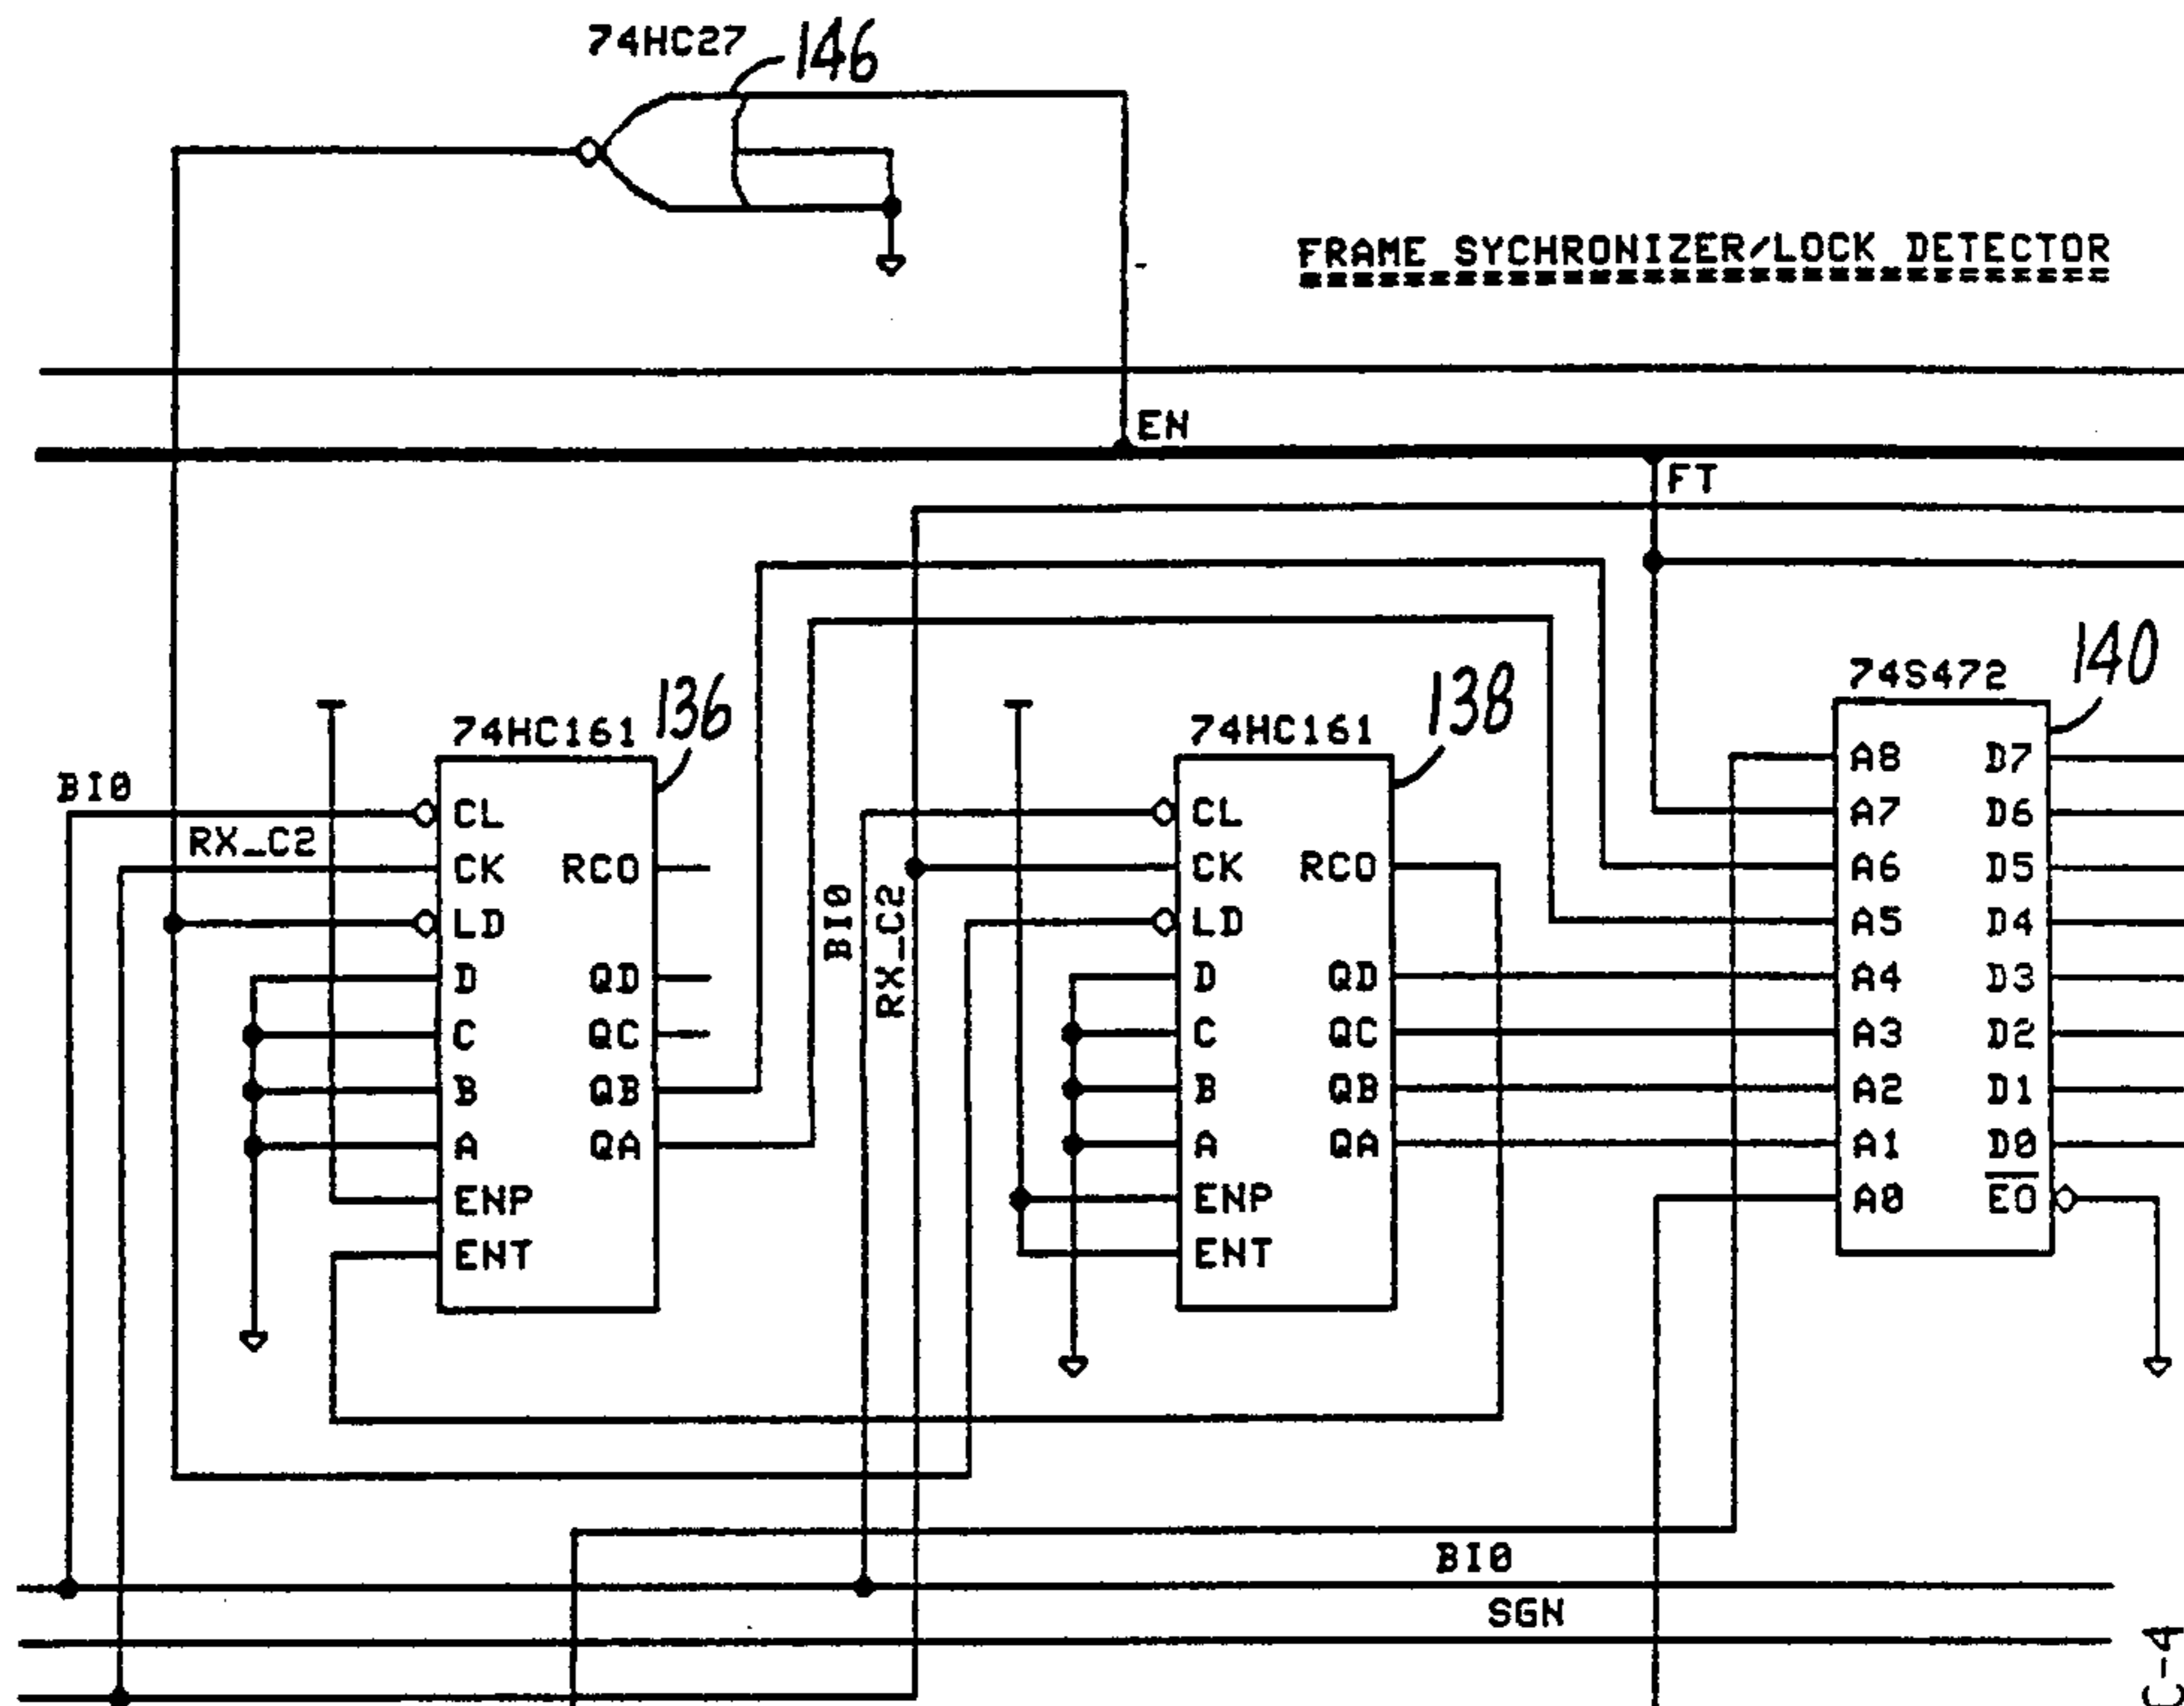 74HC27
146
FRAME SYCHRONIZER/LOCK DETECTOR
EN
FT
136
74HC161
BI0
RX_C2
CL
CK
LD
D
C
B
A
ENP
ENT
RCO
QD
QC
QB
QA
BI0
RX_C2
138
74HC161
CL
CK
LD
D
C
B
A
ENP
ENT
RCO
QD
QC
QB
QA
140
74S472
A8
A7
A6
A5
A4
A3
A2
A1
A0
D7
D6
D5
D4
D3
D2
D1
D0
EO
BI0
SGN
C-4